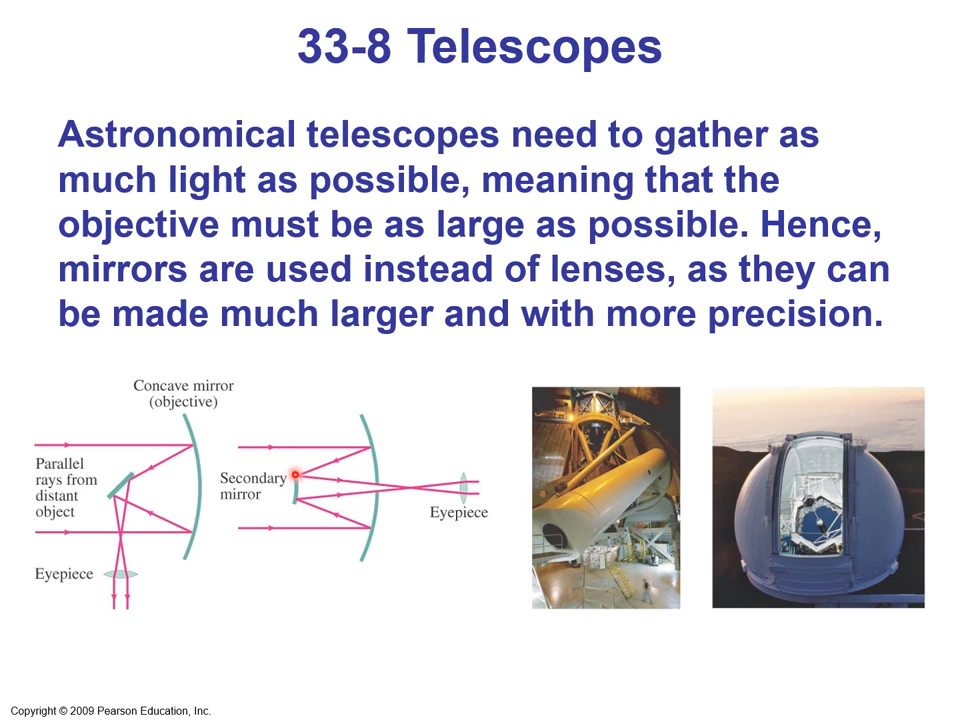 33-8 Telescopes
Astronomical telescopes need to gather as
much light as possible, meaning that the
objective must be as large as possible. Hence,
mirrors are used instead of lenses, as they can
be made much larger and with more precision.
Concave mirror
(objective)
Parallel
rays from
distant
object
Eyepiece
Secondary
mirror
Eyepiece
Copyright © 2009 Pearson Education, Inc.